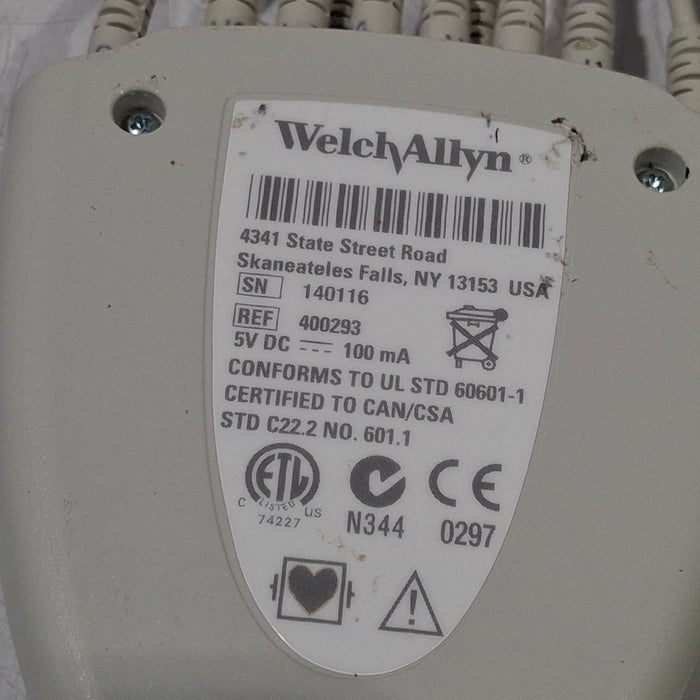 WelchAllyn®
4341 State Street Road
Skaneateles Falls, NY 13153 USA
SN 140116
REF 400293
5V DC 100 mA
CONFORMS TO UL STD 60601-1
CERTIFIED TO CAN/CSA
STD C22.2 NO. 601.1
ETL CE
C LISTED US
74227 N344 0297